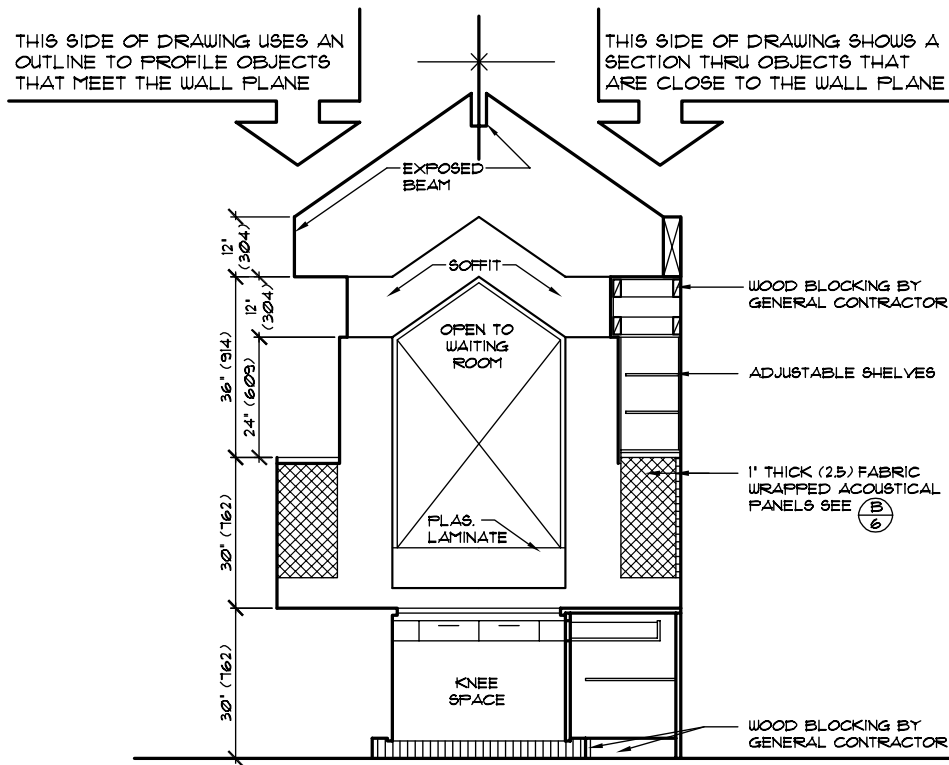 THIS SIDE OF DRAWING USES AN
OUTLINE TO PROFILE OBJECTS
THAT MEET THE WALL PLANE
THIS SIDE OF DRAWING SHOWS A
SECTION THRU OBJECTS THAT
ARE CLOSE TO THE WALL PLANE
EXPOSED
BEAM
12" (304)
SOFFIT
12" (304)
WOOD BLOCKING BY
GENERAL CONTRACTOR
OPEN TO
WAITING
ROOM
36" (914)
24" (609)
ADJUSTABLE SHELVES
1" THICK (2.5) FABRIC
WRAPPED ACOUSTICAL
PANELS SEE B
6
30" (762)
PLAS.
LAMINATE
30" (762)
KNEE
SPACE
WOOD BLOCKING BY
GENERAL CONTRACTOR